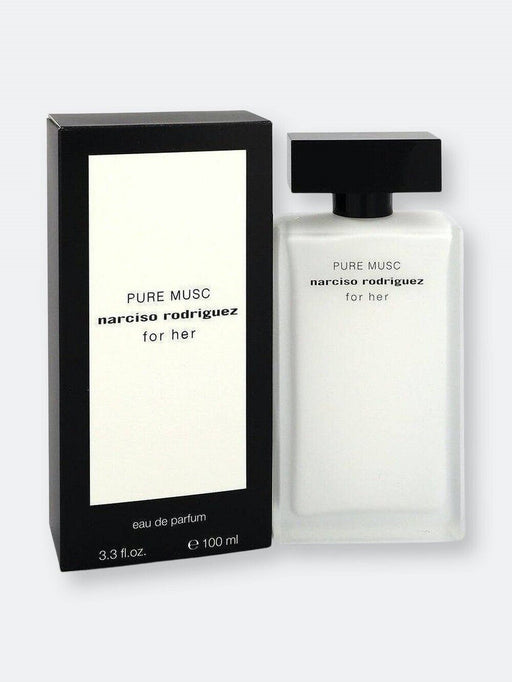 PURE MUSC
narciso rodriguez
for her
eau de parfum
3.3 fl.oz. ℮ 100 ml
PURE MUSC
narciso rodriguez
for her